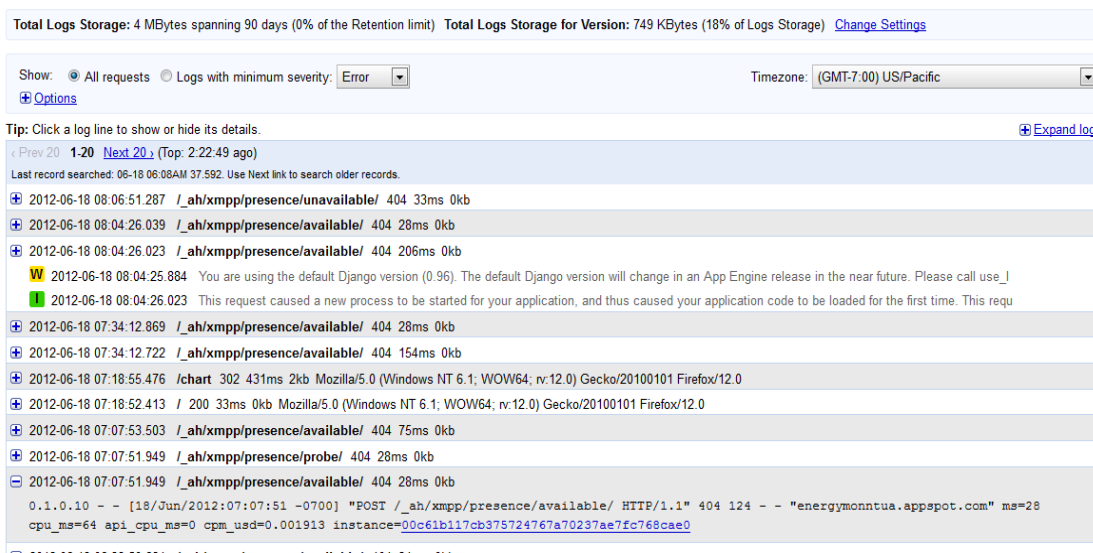 Total Logs Storage: 4 MBytes spanning 90 days (0% of the Retention limit) Total Logs Storage for Version: 749 KBytes (18% of Logs Storage) Change Settings
Show: All requests Logs with minimum severity: Error Timezone: (GMT-7:00) US/Pacific
Options
Tip: Click a log line to show or hide its details. Expand log
‹ Prev 20 1-20 Next 20 › (Top: 2:22:49 ago)
Last record searched: 06-18 06:08AM 37.592. Use Next link to search older records.
2012-06-18 08:06:51.287 /_ah/xmpp/presence/unavailable/ 404 33ms 0kb
2012-06-18 08:04:26.039 /_ah/xmpp/presence/available/ 404 28ms 0kb
2012-06-18 08:04:26.023 /_ah/xmpp/presence/available/ 404 206ms 0kb
W 2012-06-18 08:04:25.884 You are using the default Django version (0.96). The default Django version will change in an App Engine release in the near future. Please call use_l
I 2012-06-18 08:04:26.023 This request caused a new process to be started for your application, and thus caused your application code to be loaded for the first time. This requ
2012-06-18 07:34:12.869 /_ah/xmpp/presence/available/ 404 28ms 0kb
2012-06-18 07:34:12.722 /_ah/xmpp/presence/available/ 404 154ms 0kb
2012-06-18 07:18:55.476 /chart 302 431ms 2kb Mozilla/5.0 (Windows NT 6.1; WOW64; rv:12.0) Gecko/20100101 Firefox/12.0
2012-06-18 07:18:52.413 / 200 33ms 0kb Mozilla/5.0 (Windows NT 6.1; WOW64; rv:12.0) Gecko/20100101 Firefox/12.0
2012-06-18 07:07:53.503 /_ah/xmpp/presence/available/ 404 75ms 0kb
2012-06-18 07:07:51.949 /_ah/xmpp/presence/probe/ 404 28ms 0kb
2012-06-18 07:07:51.949 /_ah/xmpp/presence/available/ 404 28ms 0kb
0.1.0.10 - - [18/Jun/2012:07:07:51 -0700] "POST /_ah/xmpp/presence/available/ HTTP/1.1" 404 124 - - "energymonntua.appspot.com" ms=28
cpu_ms=64 api_cpu_ms=0 cpm_usd=0.001913 instance=00c61b117cb375724767a70237ae7fc768cae0